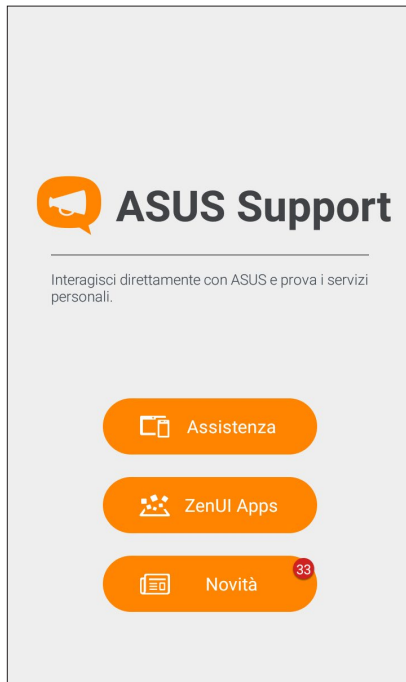 ASUS Support
Interagisci direttamente con ASUS e prova i servizi
personali.
Assistenza
ZenUI Apps
33
Novità